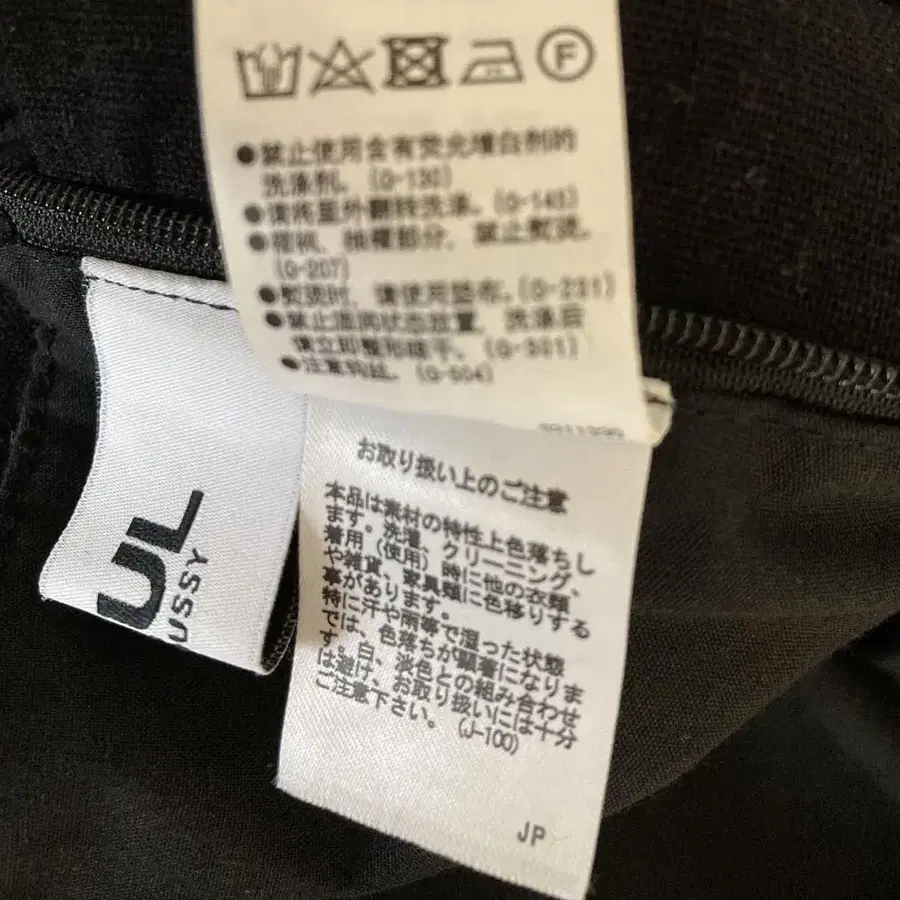 F
●禁止使用含有荧光增白剂的
洗涤剂。(G-130)
●请将里外翻转洗涤。(G-143)
●褶状,抽褶部分,禁止熨烫。
(G-207)
●熨烫时,请使用垫布。(G-231)
●禁止湿润状态放置,洗涤后
请立即整形晾干。(G-301)
●注意钩丝。(G-504)
お取り扱い上のご注意
本品は素材の特性上色落ちし
ます。洗濯、クリーニング、
着用(使用)時に他の衣類
や雑貨、家具類に色移りする
事があります。
特に汗や雨等で湿った状態
では、色落ちが顕著になりま
す。白、淡色との組み合わせ
は避け、お取り扱いには十分
ご注意下さい。(J-100)
JP
UL
USSY